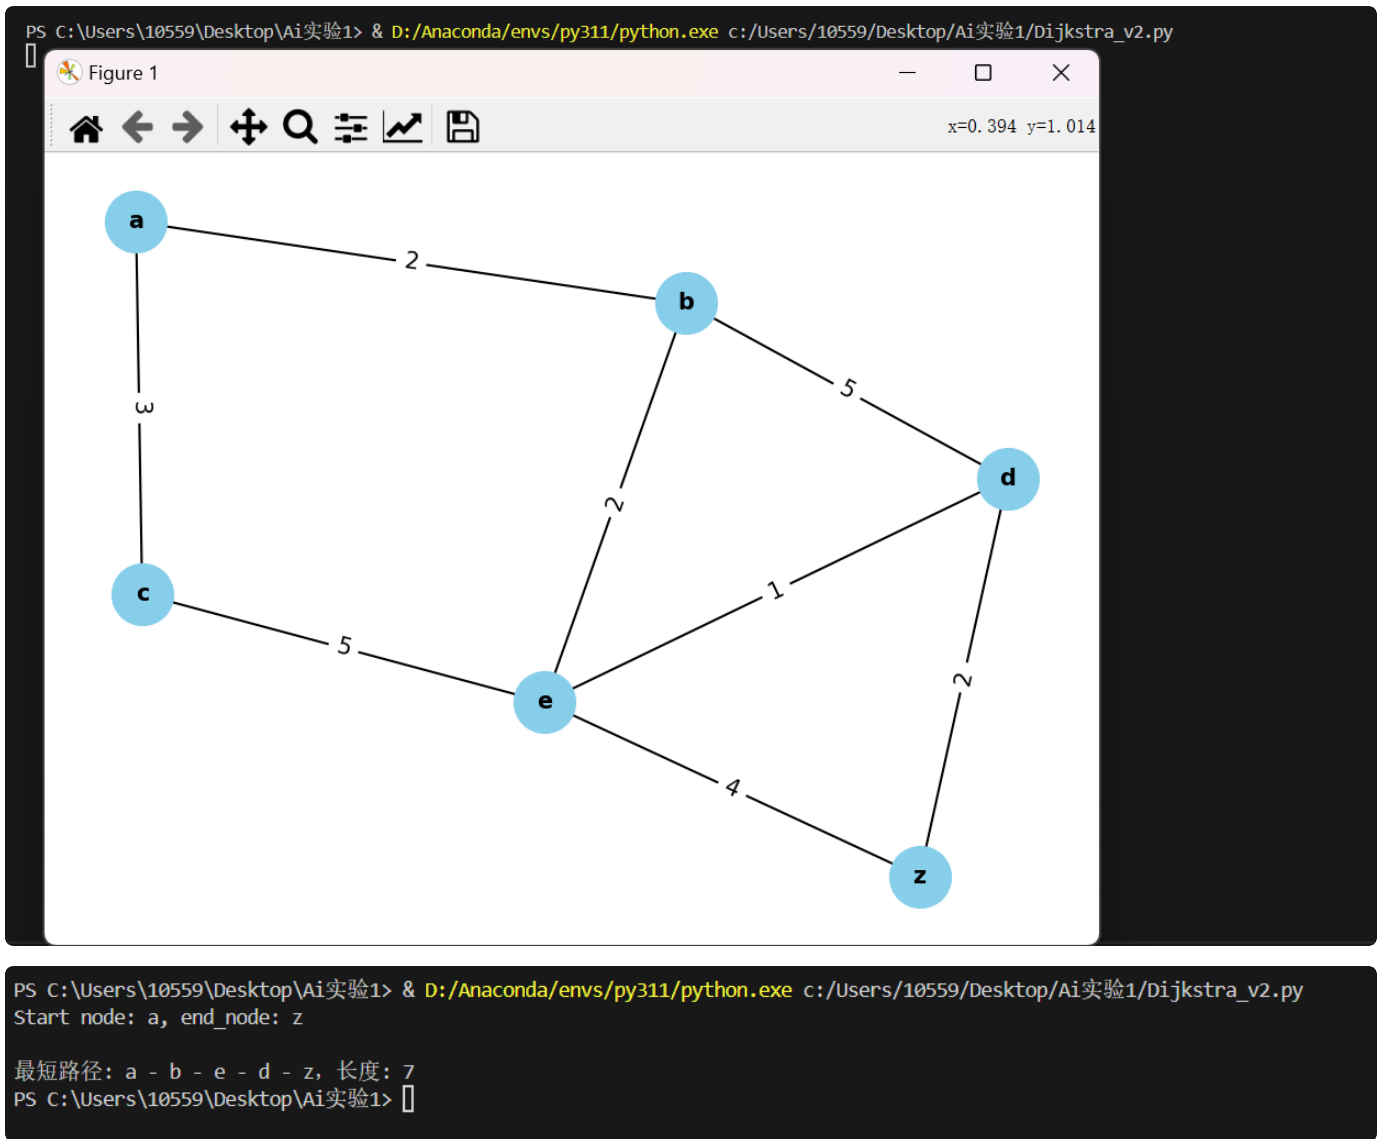 PS C:\Users\10559\Desktop\Ai实验1> & D:/Anaconda/envs/py311/python.exe c:/Users/10559/Desktop/Ai实验1/Dijkstra_v2.py
Figure 1
x=0.394 y=1.014
a
2
b
3
5
d
2
1
c
5
2
e
4
z
PS C:\Users\10559\Desktop\Ai实验1> & D:/Anaconda/envs/py311/python.exe c:/Users/10559/Desktop/Ai实验1/Dijkstra_v2.py
Start node: a, end_node: z
最短路径: a - b - e - d - z, 长度: 7
PS C:\Users\10559\Desktop\Ai实验1>